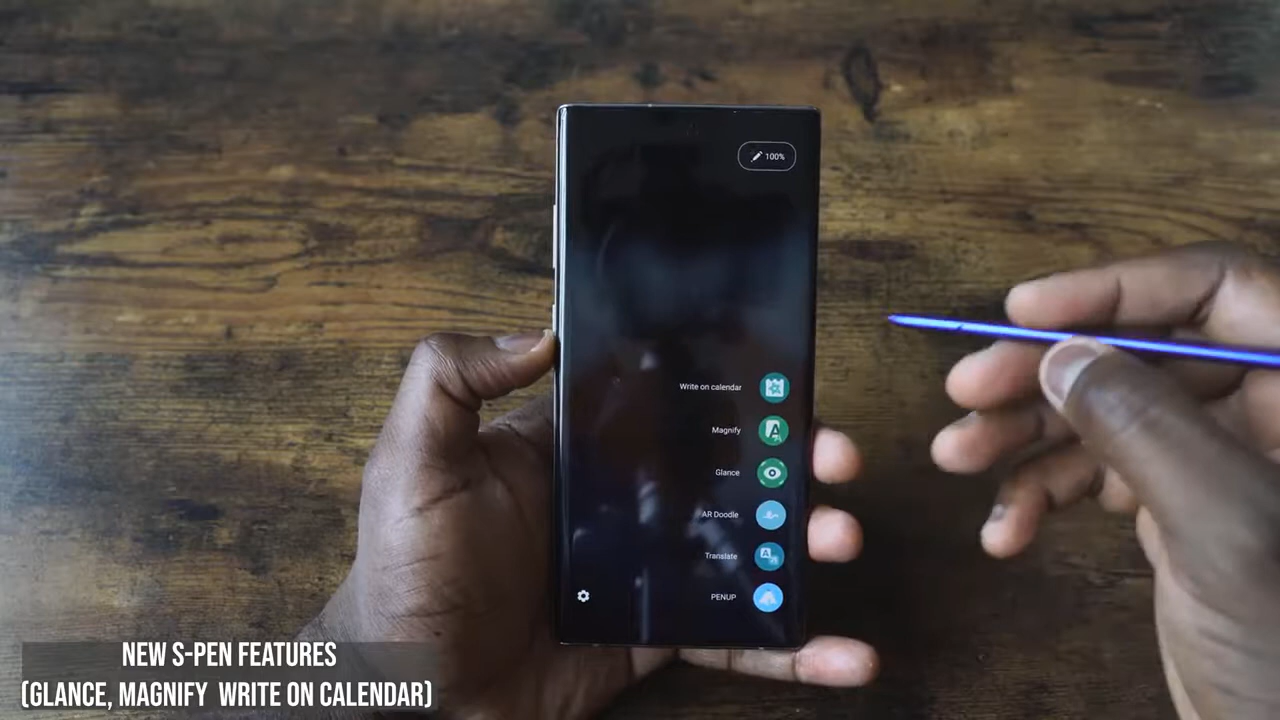 100%
Write on calendar
Magnify
Glance
AR Doodle
Translate
PENUP
NEW S-PEN FEATURES
(GLANCE, MAGNIFY WRITE ON CALENDAR)